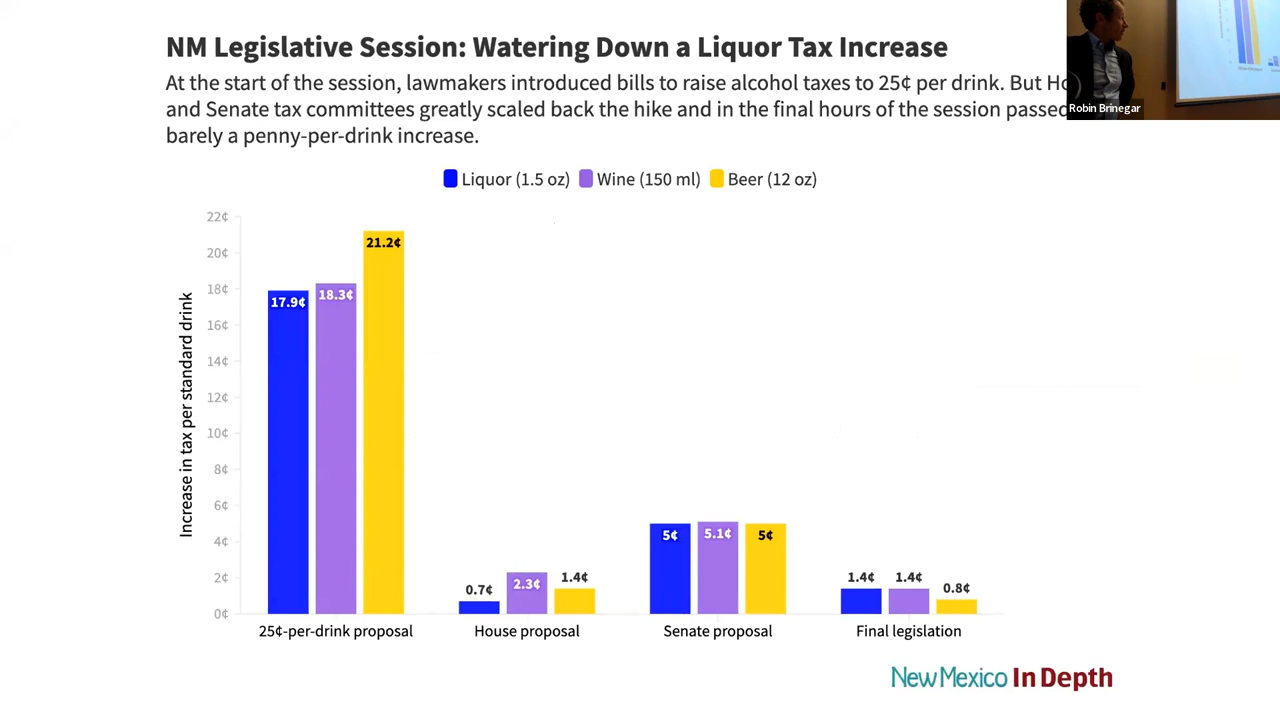 NM Legislative Session: Watering Down a Liquor Tax Increase
At the start of the session, lawmakers introduced bills to raise alcohol taxes to 25¢ per drink. But
and Senate tax committees greatly scaled back the hike and in the final hours of the session passed
barely a penny-per-drink increase.
Robin Brinegar
Liquor (1.5 oz) Wine (150 ml) Beer (12 oz)
Increase in tax per standard drink
22¢
20¢
18¢
16¢
14¢
12¢
10¢
8¢
6¢
4¢
2¢
0¢
17.9¢ 18.3¢ 21.2¢
0.7¢ 2.3¢ 1.4¢
5¢ 5.1¢ 5¢
1.4¢ 1.4¢ 0.8¢
25¢-per-drink proposal House proposal Senate proposal Final legislation
New Mexico In Depth